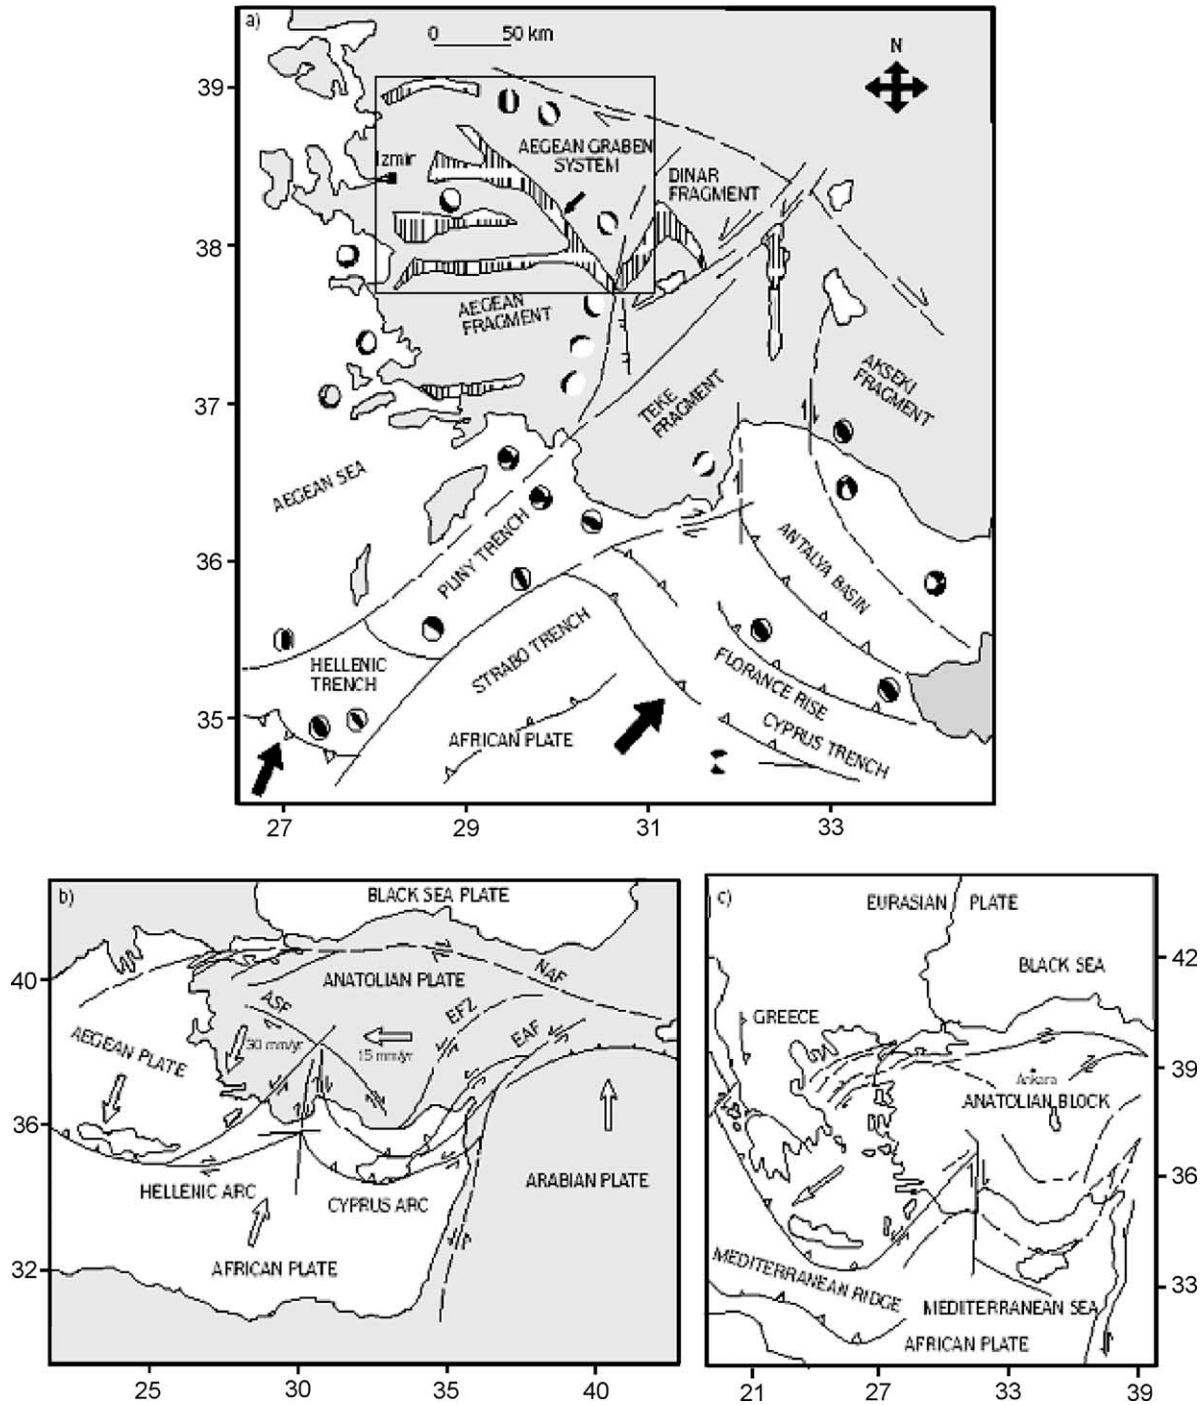 a)
0 50 km
N
39
Izmir
AEGEAN GRABEN
SYSTEM
DINAR
FRAGMENT
38
AEGEAN
FRAGMENT
AKSEKI
FRAGMENT
TEKE
FRAGMENT
37
AEGEAN SEA
36
PLINY TRENCH
ANTALYA BASIN
STRABO TRENCH
HELLENIC
TRENCH
FLORANCE RISE
35
AFRICAN PLATE
CYPRUS TRENCH
27 29 31 33
b)
BLACK SEA PLATE
40
ANATOLIAN PLATE
NAF
ASF
EFZ
EAF
AEGEAN PLATE
30 mm/yr
15 mm/yr
36
HELLENIC ARC
CYPRUS ARC
ARABIAN PLATE
AFRICAN PLATE
32
25 30 35 40
c)
EURASIAN PLATE
BLACK SEA
42
GREECE
39
Ankara
ANATOLIAN BLOCK
36
MEDITERRANEAN RIDGE
33
MEDITERRANEAN SEA
AFRICAN PLATE
21 27 33 39